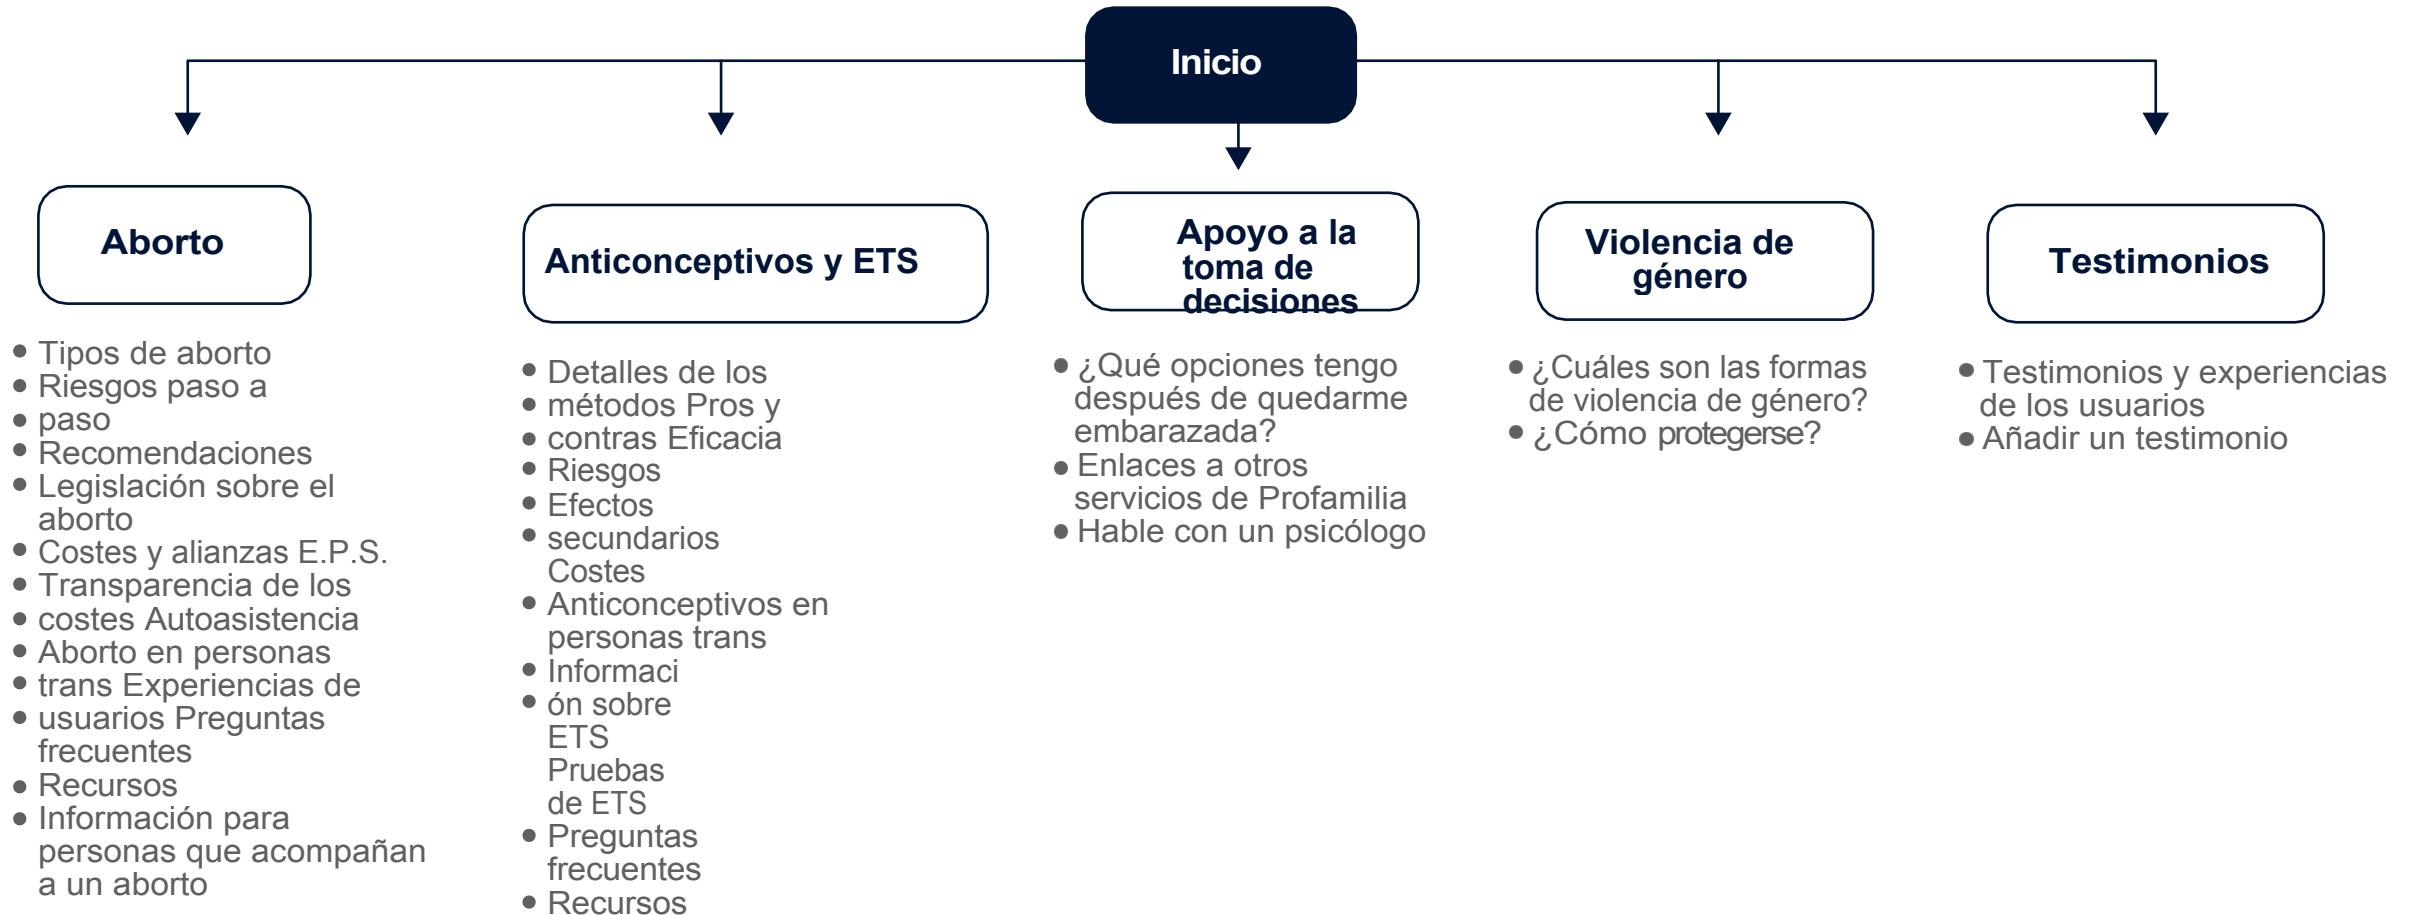 Inicio
Aborto
• Tipos de aborto
• Riesgos paso a
• paso
• Recomendaciones
• Legislación sobre el
aborto
• Costes y alianzas E.P.S.
• Transparencia de los
• costes Autoasistencia
• Aborto en personas
• trans Experiencias de
• usuarios Preguntas
frecuentes
• Recursos
• Información para
personas que acompañan
a un aborto
Anticonceptivos y ETS
• Detalles de los
• métodos Pros y
• contras Eficacia
• Riesgos
• Efectos
• secundarios
Costes
• Anticonceptivos en
personas trans
• Informaci
• ón sobre
ETS
Pruebas
de ETS
• Preguntas
frecuentes
• Recursos
Apoyo a la
toma de
decisiones
• ¿Qué opciones tengo
después de quedarme
embarazada?
• Enlaces a otros
servicios de Profamilia
• Hable con un psicólogo
Violencia de
género
• ¿Cuáles son las formas
de violencia de género?
• ¿Cómo protegerse?
Testimonios
• Testimonios y experiencias
de los usuarios
• Añadir un testimonio